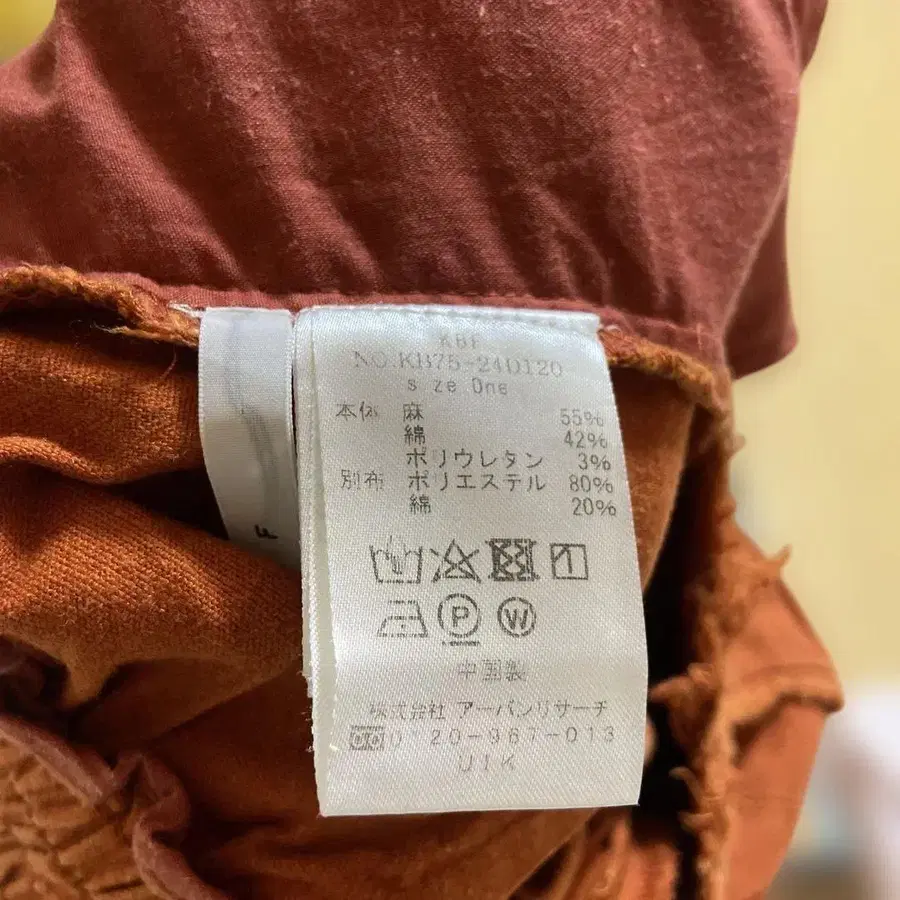 KBF
NO.KB75-24D120
size One
本体 麻 55%
綿 42%
ポリウレタン 3%
別布 ポリエステル 80%
綿 20%
P W
中国製
株式会社 アーバンリサーチ
0120-967-013
UIK
F